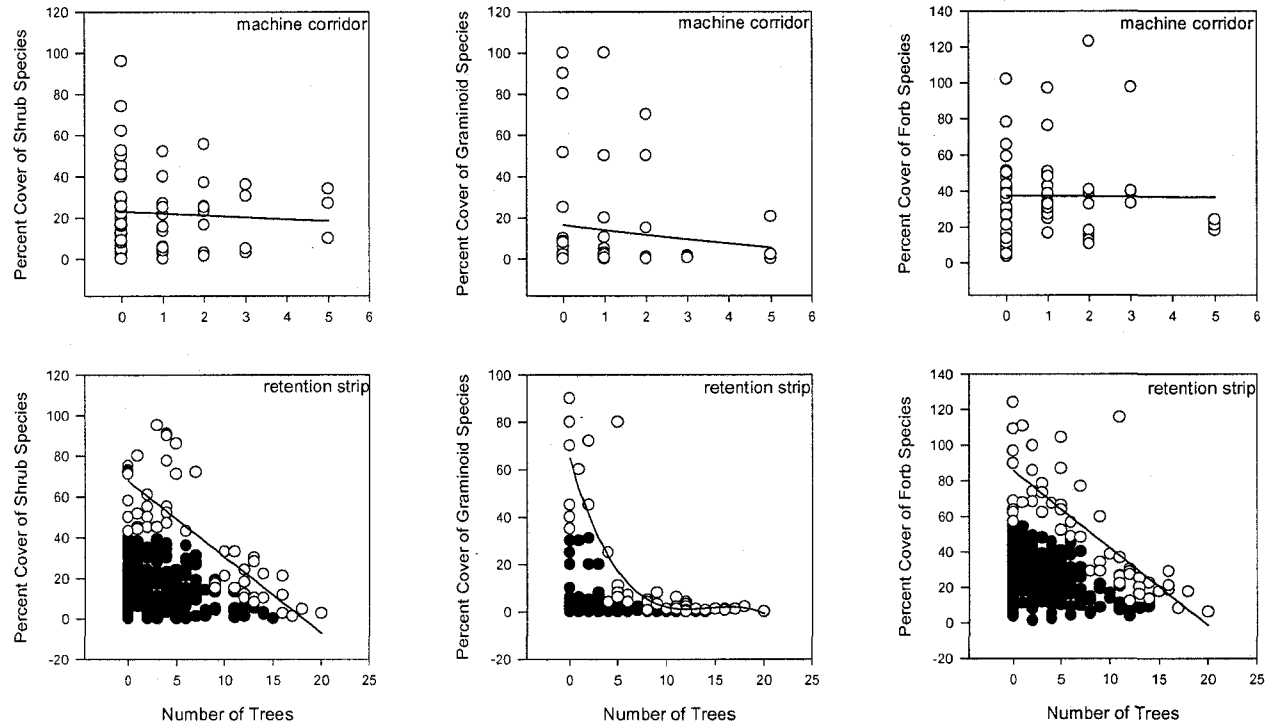 machine corridor
Percent Cover of Shrub Species
120
100
80
60
40
20
0
0 1 2 3 4 5 6
machine corridor
Percent Cover of Graminoid Species
120
100
80
60
40
20
0
0 1 2 3 4 5 6
machine corridor
Percent Cover of Forb Species
140
120
100
80
60
40
20
0
0 1 2 3 4 5 6
retention strip
Percent Cover of Shrub Species
120
100
80
60
40
20
0
-20
0 5 10 15 20 25
Number of Trees
retention strip
Percent Cover of Graminoid Species
100
80
60
40
20
0
-20
0 5 10 15 20 25
Number of Trees
retention strip
Percent Cover of Forb Species
140
120
100
80
60
40
20
0
-20
0 5 10 15 20 25
Number of Trees